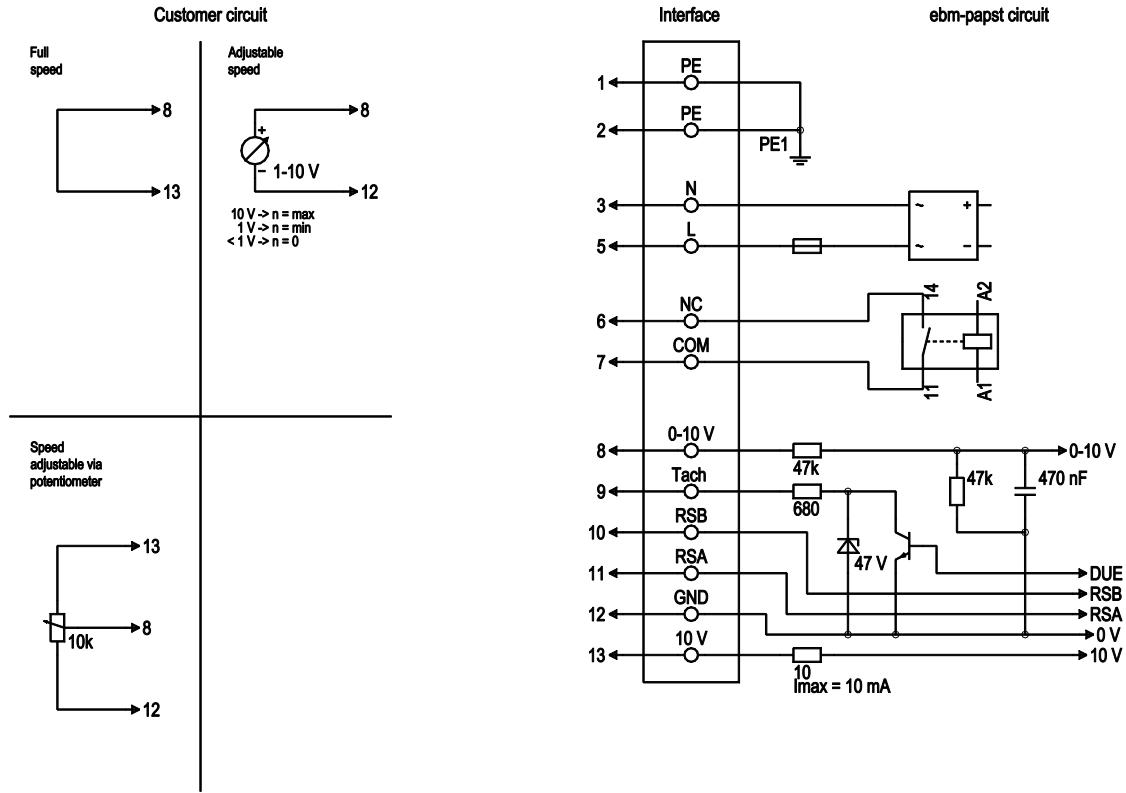 Customer circuit
Interface
ebm-papst circuit
Full
speed
8
13
Adjustable
speed
+
8
−
1-10 V
12
10 V -> n = max
1 V -> n = min
< 1 V -> n = 0
Speed
adjustable via
potentiometer
13
8
10k
12
1
PE
2
PE
PE1
3
N
~
+
5
L
~
−
14
A2
6
NC
7
COM
11
A1
8
0-10 V
47k
0-10 V
9
Tach
680
47k
470 nF
10
RSB
47 V
11
RSA
DUE
RSB
12
GND
RSA
0 V
13
10 V
10
10 V
Imax = 10 mA